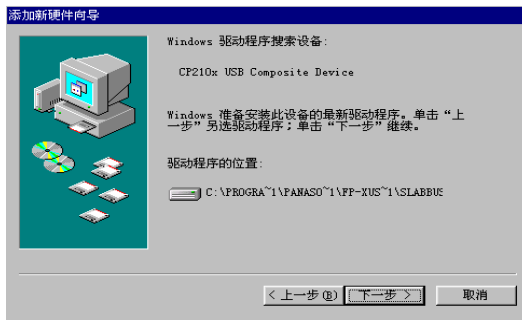 添加新硬件向导
Windows 驱动程序搜索设备:
CP210x USB Composite Device
Windows 准备安装此设备的最新驱动程序。单击“上
一步”另选驱动程序；单击“下一步”继续。
驱动程序的位置:
C:\PROGRA~1\PANASO~1\FP-XUS~1\SLABBUS
< 上一步(B) 下一步 > 取消